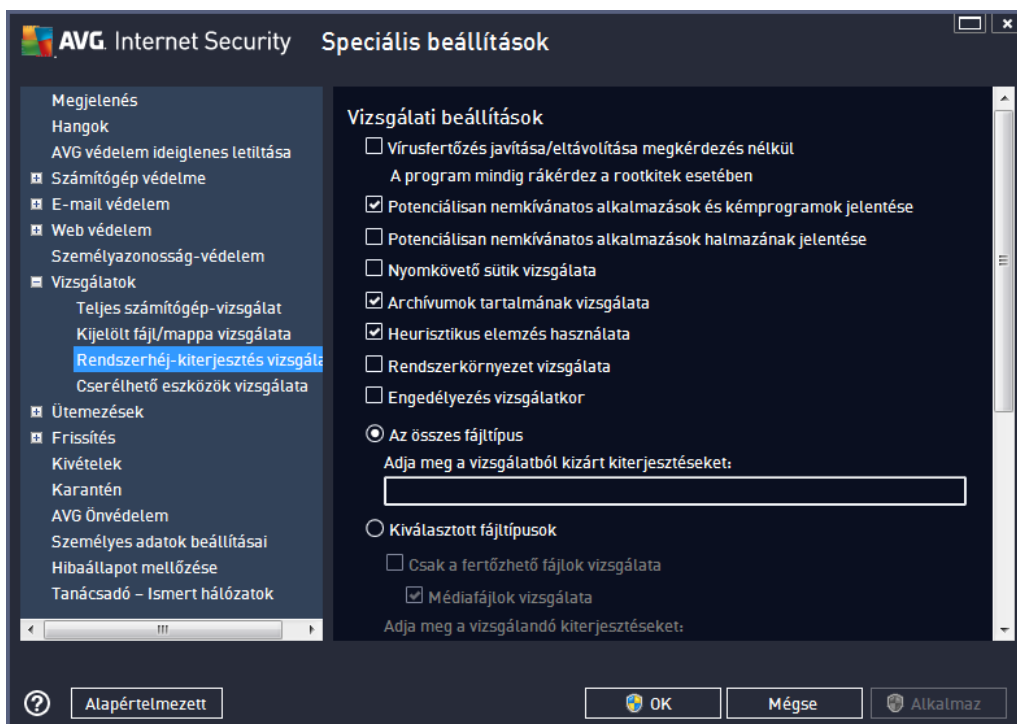 AVG. Internet Security Speciális beállítások
Megjelenés
Hangok
AVG védelem ideiglenes letiltása
Számítógép védelme
E-mail védelem
Web védelem
Személyazonosság-védelem
Vizsgálatok
Teljes számítógép-vizsgálat
Kijelölt fájl/mappa vizsgálata
Rendszerhéj-kiterjesztés vizsgála
Cserélhető eszközök vizsgálata
Ütemezések
Frissítés
Kivételek
Karantén
AVG Önvédelem
Személyes adatok beállításai
Hibaállapot mellőzése
Tanácsadó – Ismert hálózatok
Vizsgálati beállítások
Vírusfertőzés javítása/eltávolítása megkérdezés nélkül
A program mindig rákérdez a rootkitek esetében
Potenciálisan nemkívánatos alkalmazások és kémprogramok jelentése
Potenciálisan nemkívánatos alkalmazások halmazának jelentése
Nyomkövető sütik vizsgálata
Archívumok tartalmának vizsgálata
Heurisztikus elemzés használata
Rendszerkörnyezet vizsgálata
Engedélyezés vizsgálatkor
Az összes fájltípus
Adja meg a vizsgálatból kizárt kiterjesztéseket:
Kiválasztott fájltípusok
Csak a fertőzhető fájlok vizsgálata
Médiafájlok vizsgálata
Adja meg a vizsgálandó kiterjesztéseket:
Alapértelmezett
OK
Mégse
Alkalmaz